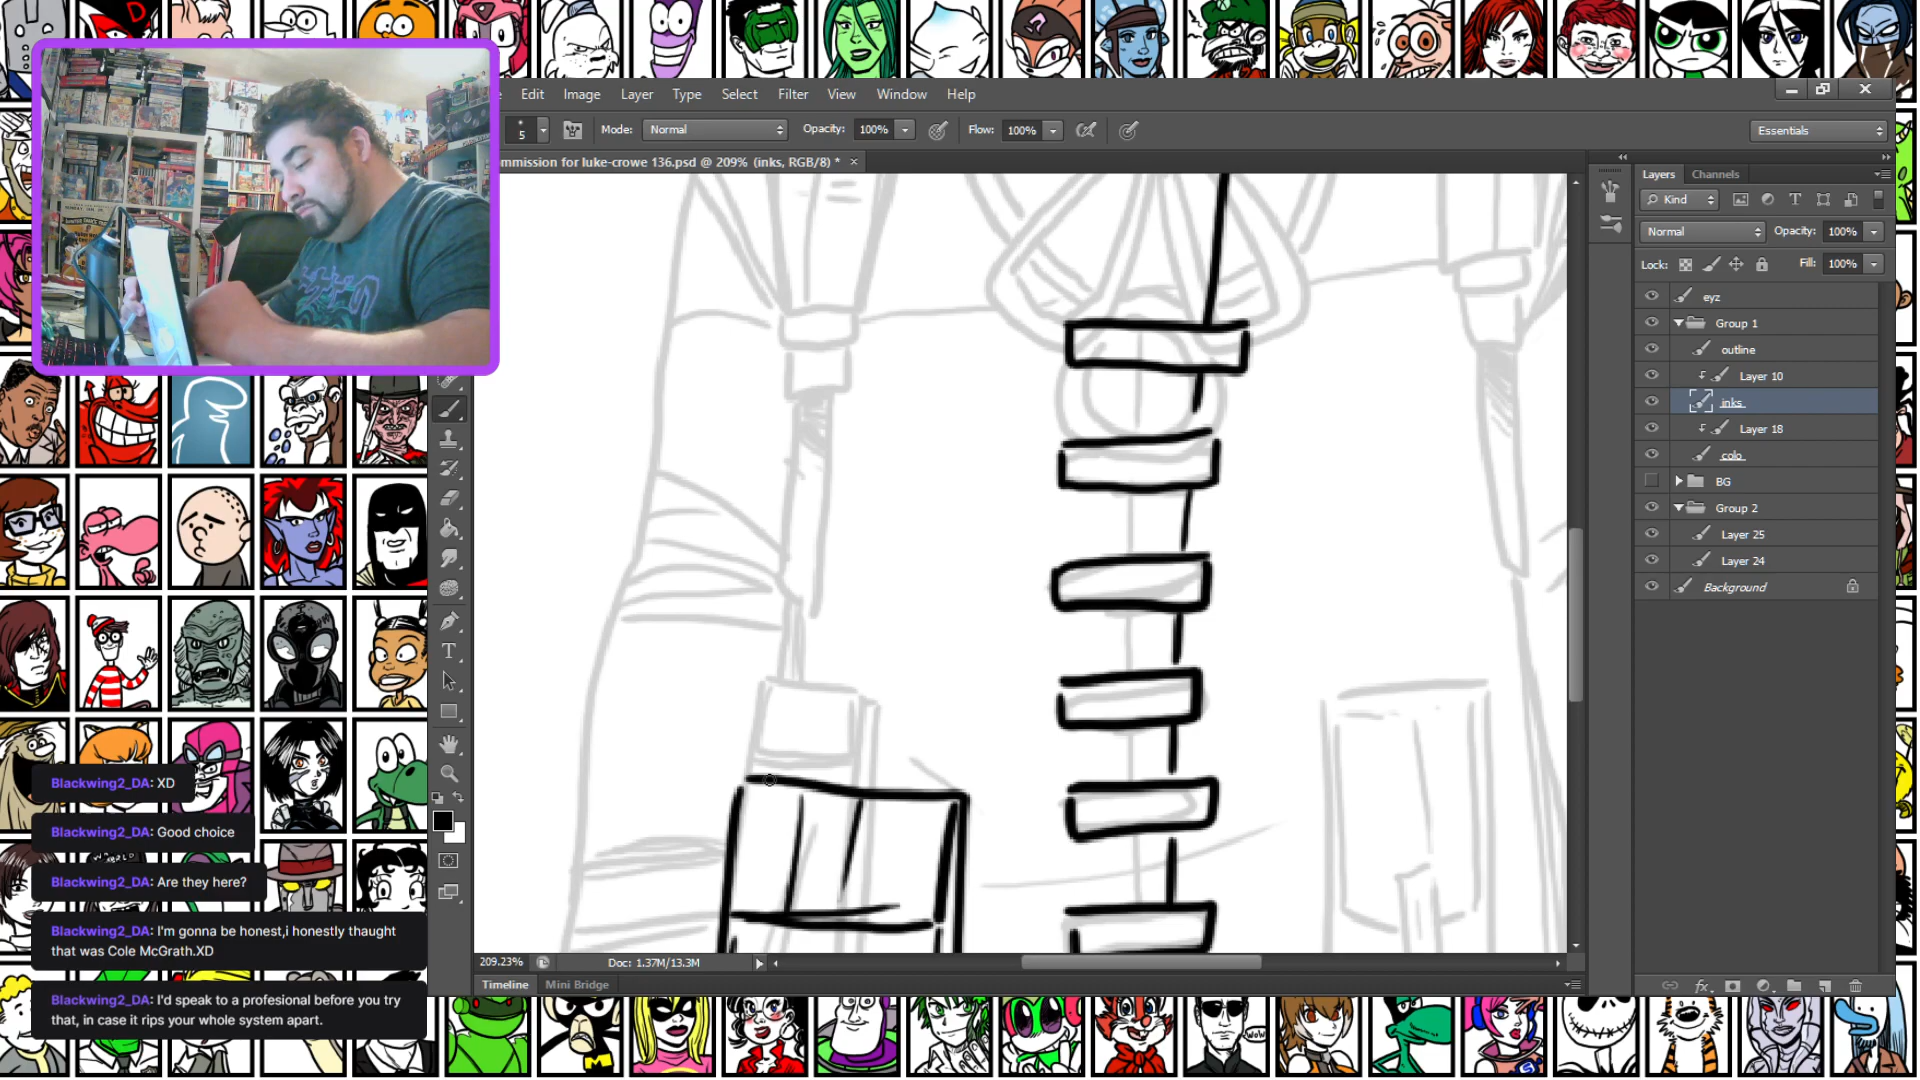 Edit Image Layer Type Select Filter View Window Help
5 Mode: Normal Opacity: 100% Flow: 100% Essentials
mmission for luke-crowe 136.psd @ 209% (inks, RGB/8) * ×
Layers Channels
Kind
Normal Opacity: 100%
Lock: Fill: 100%
eyz
Group 1
outline
Layer 10
inks
Layer 18
colo
BG
Group 2
Layer 25
Layer 24
Background
Blackwing2_DA: XD
Blackwing2_DA: Good choice
Blackwing2_DA: Are they here?
Blackwing2_DA: I'm gonna be honest,i honestly thaught
that was Cole McGrath.XD
Blackwing2_DA: I'd speak to a profesional before you try
that, in case it rips your whole system apart.
209.23% Doc: 1.37M/13.3M
Timeline Mini Bridge
WOW